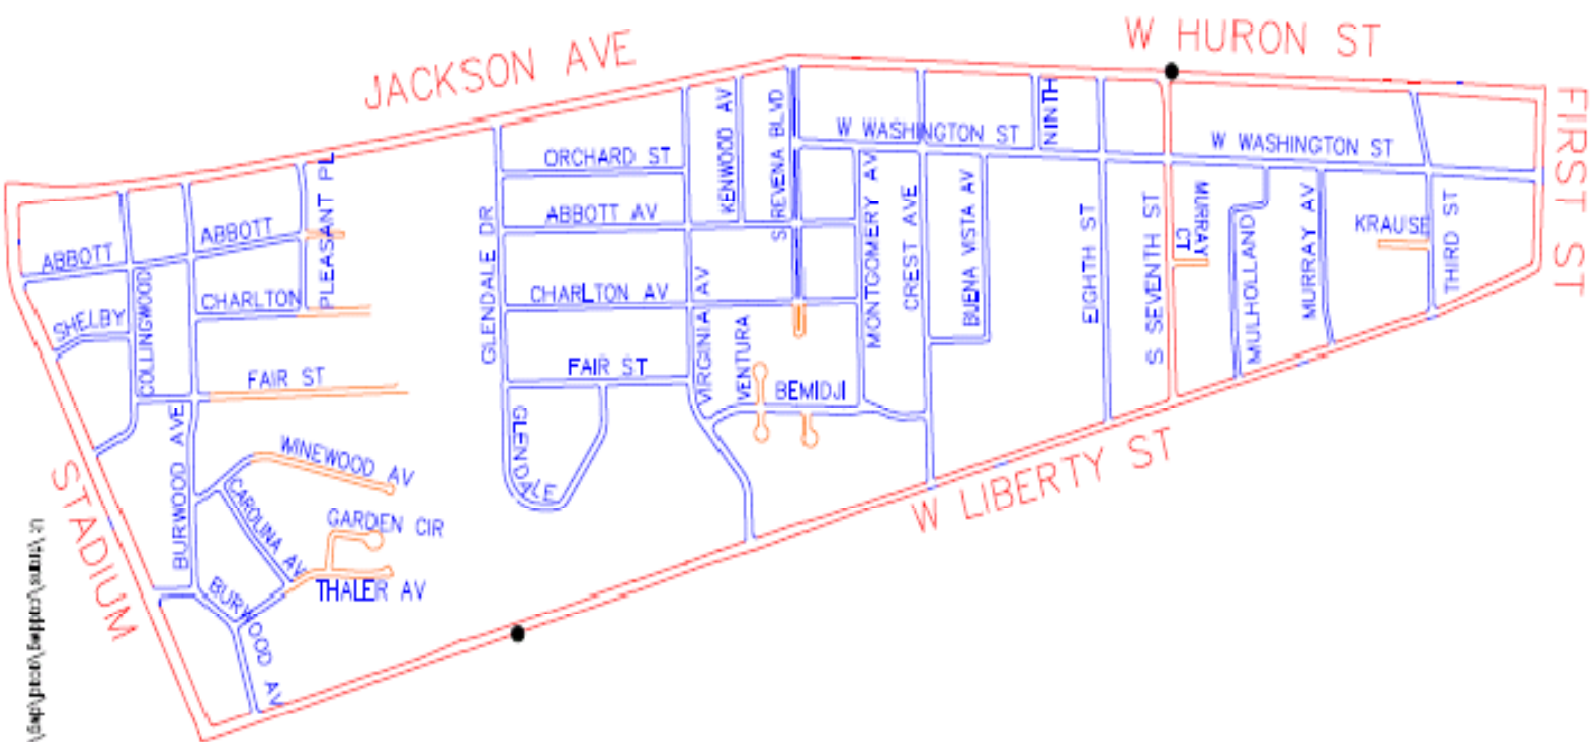 W HURON ST
JACKSON AVE
FIRST ST
KENWOOD AV
S REVENA BLVD
W WASHINGTON ST
NINTH
W WASHINGTON ST
ORCHARD ST
PLEASANT PL
ABBOTT
ABBOTT
ABBOTT AV
GLENDALE DR
MONTGOMERY AV
CREST AVE
BUENA VISTA AV
EIGHTH ST
S SEVENTH ST
MURRAY CT
MULHOLLAND
MURRAY AV
KRAUSE
THIRD ST
SHELBY
COLLINGWOOD
CHARLTON
CHARLTON AV
VIRGINIA AV
VENTURA
FAIR ST
FAIR ST
BEMIDJI
BURWOOD AVE
GLENDALE
WINEWOOD AV
CAROLINA AV
GARDEN CIR
THALER AV
BURWOOD AV
STADIUM
W LIBERTY ST